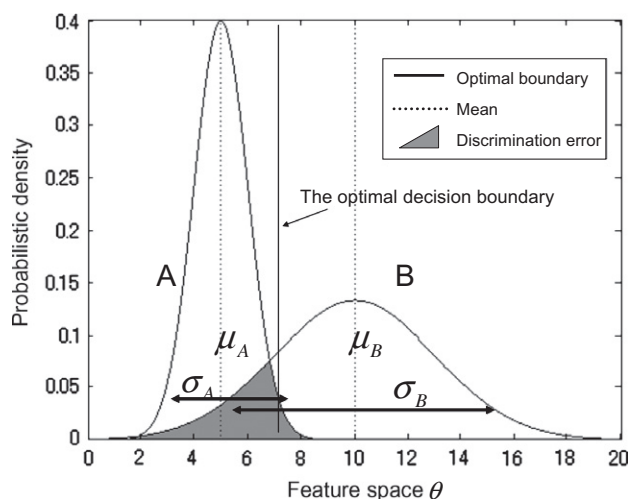 0.4
0.35
0.3
0.25
0.2
0.15
0.1
0.05
0
Probabilistic density
Optimal boundary
Mean
Discrimination error
The optimal decision boundary
A
B
μA
μB
σA
σB
0 2 4 6 8 10 12 14 16 18 20
Feature space θ